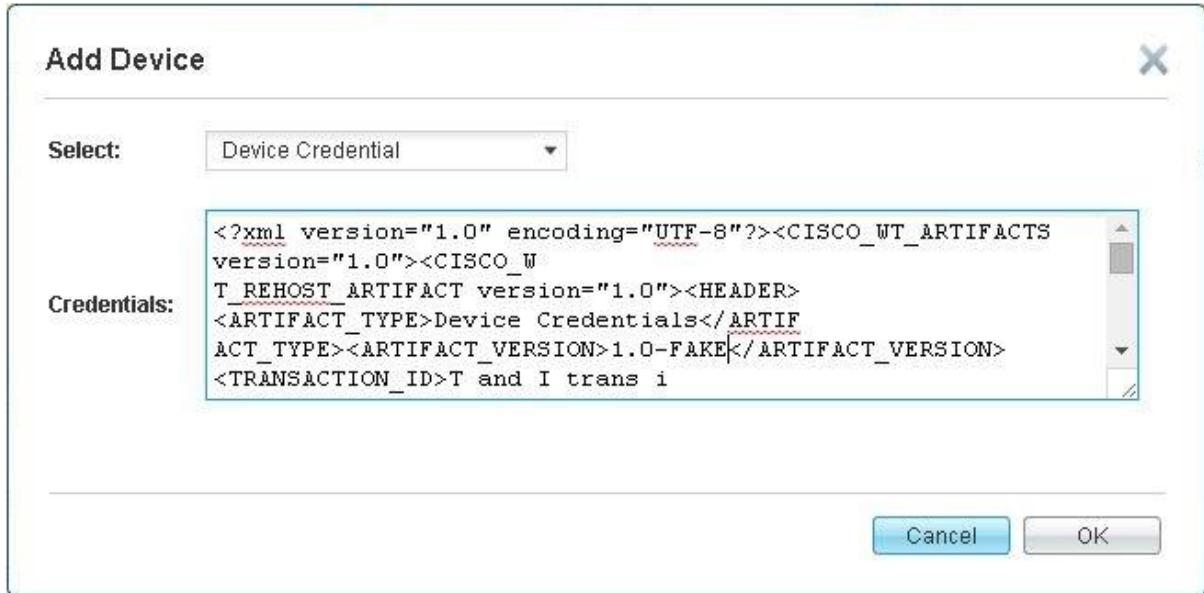 Add Device
Select:
Device Credential
Credentials:
<?xml version="1.0" encoding="UTF-8"?><CISCO_WT_ARTIFACTS
version="1.0"><CISCO_W
T_REHOST_ARTIFACT version="1.0"><HEADER>
<ARTIFACT_TYPE>Device Credentials</ARTIF
ACT_TYPE><ARTIFACT_VERSION>1.0-FAKE</ARTIFACT_VERSION>
<TRANSACTION_ID>T and I trans i
Cancel
OK